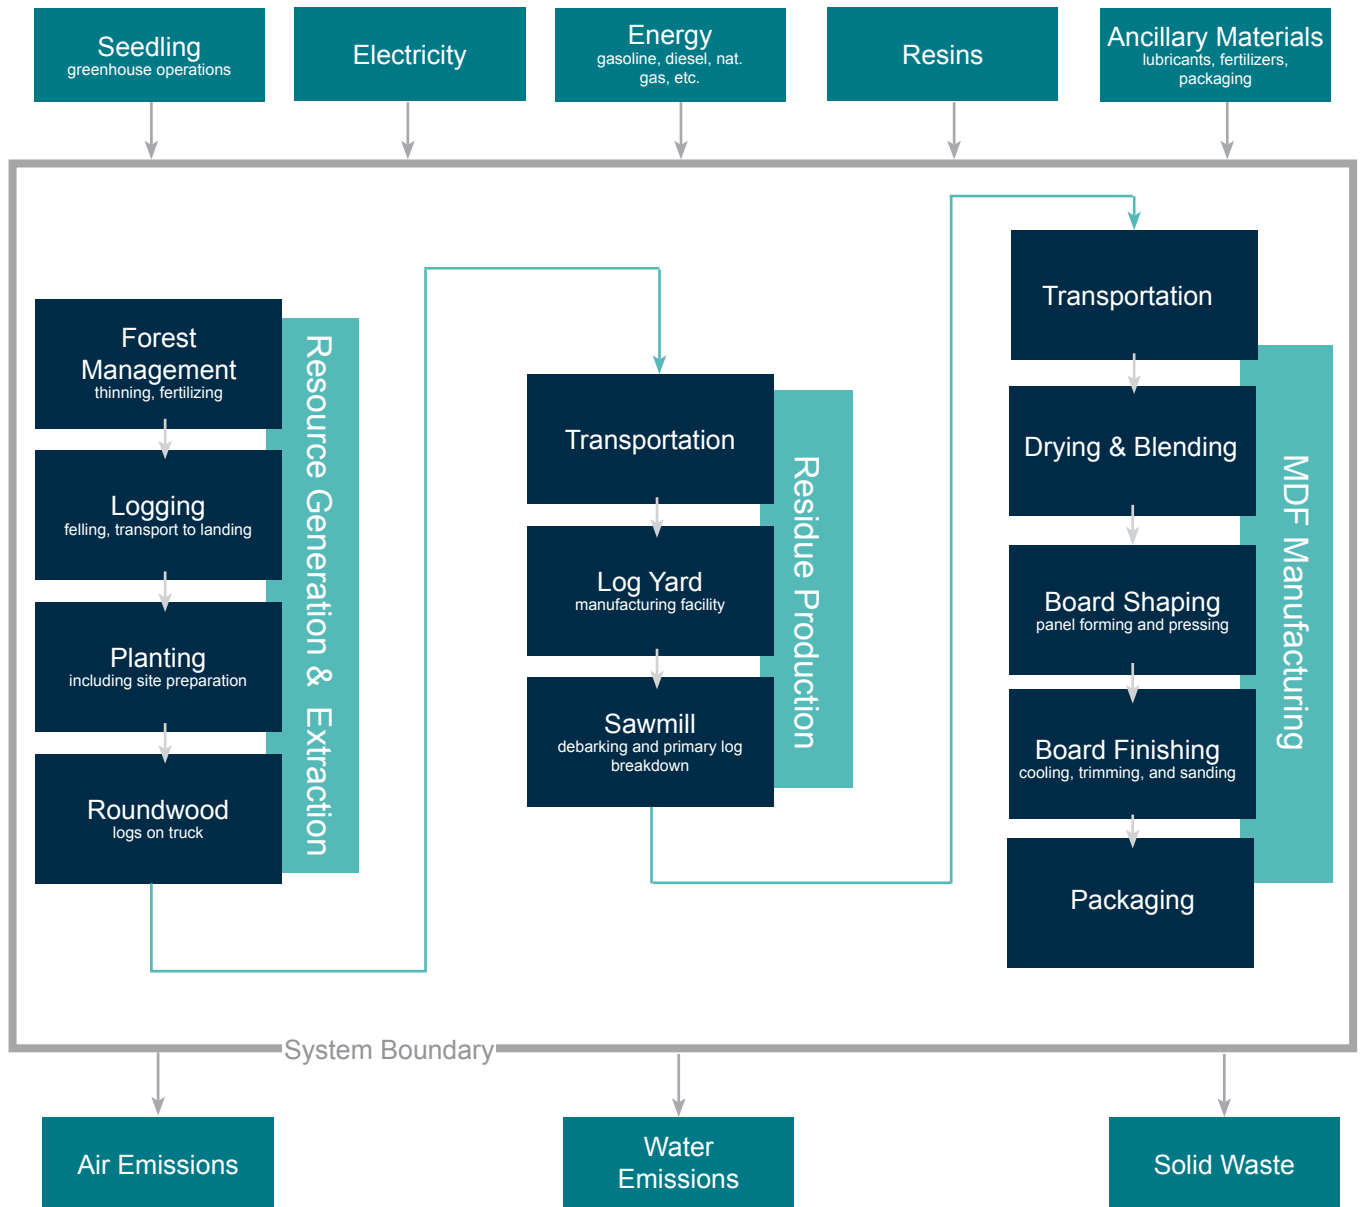 Seedling
greenhouse operations
Electricity
Energy
gasoline, diesel, nat.
gas, etc.
Resins
Ancillary Materials
lubricants, fertilizers,
packaging
Forest
Management
thinning, fertilizing
Logging
felling, transport to landing
Planting
including site preparation
Roundwood
logs on truck
Resource Generation & Extraction
Transportation
Log Yard
manufacturing facility
Sawmill
debarking and primary log
breakdown
Residue Production
Transportation
Drying & Blending
Board Shaping
panel forming and pressing
Board Finishing
cooling, trimming, and sanding
Packaging
MDF Manufacturing
System Boundary
Air Emissions
Water
Emissions
Solid Waste